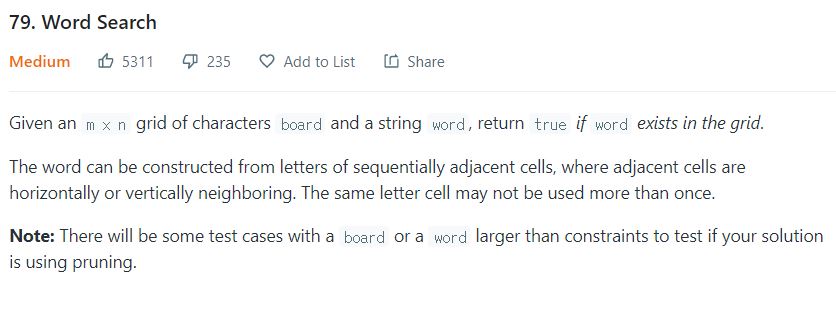 79. Word Search
Medium 5311 235 Add to List Share
Given an m x n grid of characters board and a string word, return true if word exists in the grid.
The word can be constructed from letters of sequentially adjacent cells, where adjacent cells are
horizontally or vertically neighboring. The same letter cell may not be used more than once.
Note: There will be some test cases with a board or a word larger than constraints to test if your solution
is using pruning.